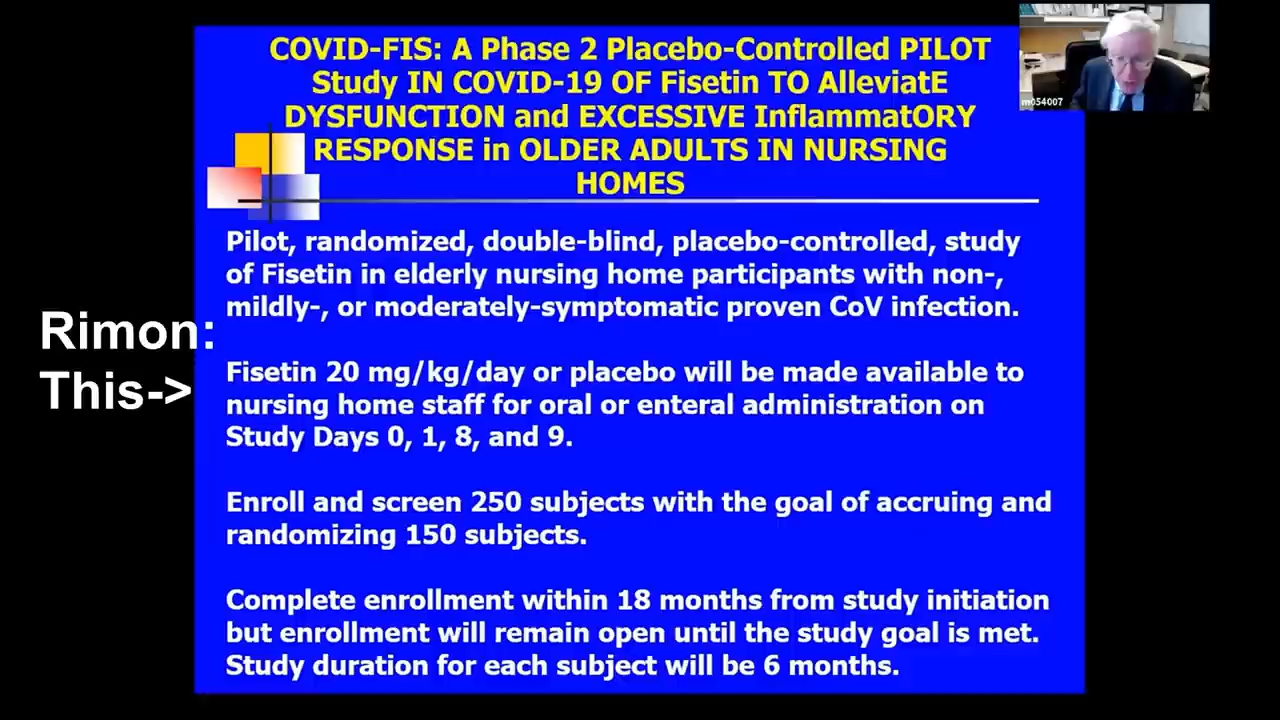 COVID-FIS: A Phase 2 Placebo-Controlled PILOT
Study IN COVID-19 OF Fisetin TO AlleviatE
DYSFUNCTION and EXCESSIVE InflammatORY
RESPONSE in OLDER ADULTS IN NURSING
HOMES
m054007
Pilot, randomized, double-blind, placebo-controlled, study
of Fisetin in elderly nursing home participants with non-,
mildly-, or moderately-symptomatic proven CoV infection.
Rimon:
This->
Fisetin 20 mg/kg/day or placebo will be made available to
nursing home staff for oral or enteral administration on
Study Days 0, 1, 8, and 9.
Enroll and screen 250 subjects with the goal of accruing and
randomizing 150 subjects.
Complete enrollment within 18 months from study initiation
but enrollment will remain open until the study goal is met.
Study duration for each subject will be 6 months.